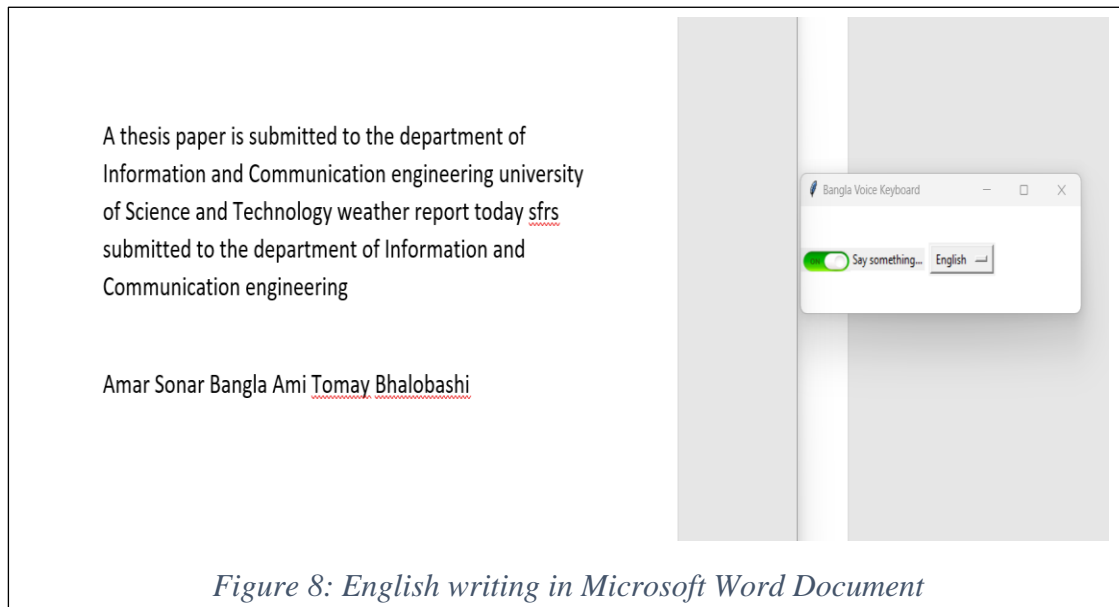 A thesis paper is submitted to the department of
Information and Communication engineering university
of Science and Technology weather report today sfrs
submitted to the department of Information and
Communication engineering
Amar Sonar Bangla Ami Tomay Bhalobashi
Bangla Voice Keyboard
ON Say something... English
Figure 8: English writing in Microsoft Word Document